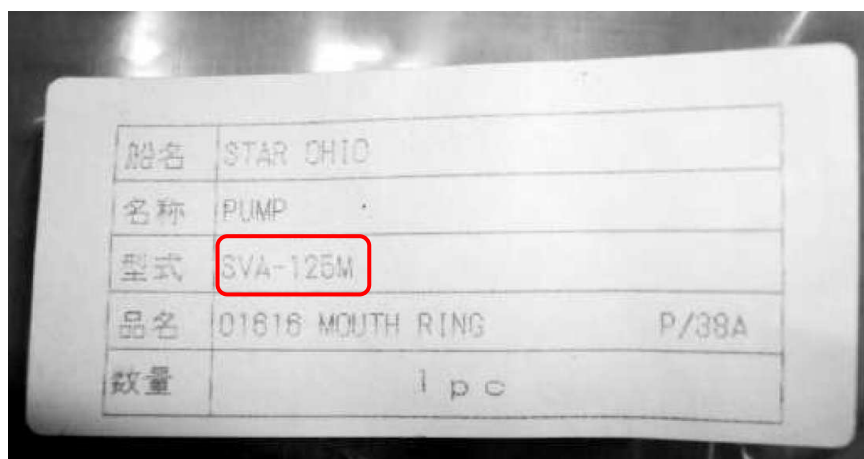 船名 STAR OHIO
名称 PUMP
型式 SVA-125M
品名 01616 MOUTH RING P/38A
数量 1 pc